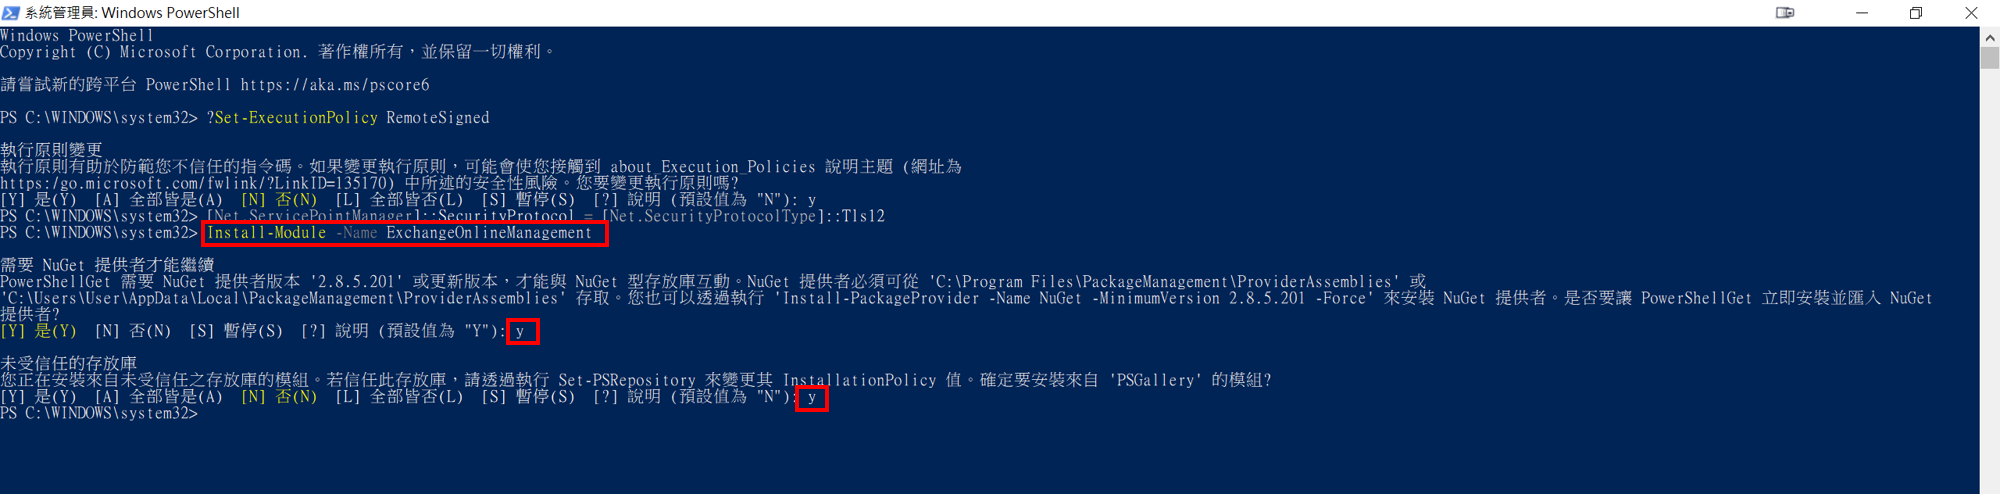 系統管理員: Windows PowerShell
Windows PowerShell
Copyright (C) Microsoft Corporation. 著作權所有，並保留一切權利。
請嘗試新的跨平台 PowerShell https://aka.ms/pscore6
PS C:\WINDOWS\system32> ?Set-ExecutionPolicy RemoteSigned
執行原則變更
執行原則有助於防範您不信任的指令碼。如果變更執行原則，可能會使您接觸到 about_Execution_Policies 說明主題 (網址為
https:/go.microsoft.com/fwlink/?LinkID=135170) 中所述的安全性風險。您要變更執行原則嗎?
[Y] 是(Y)  [A] 全部皆是(A)  [N] 否(N)  [L] 全部皆否(L)  [S] 暫停(S)  [?] 說明 (預設值為 "N"): y
PS C:\WINDOWS\system32> [Net.ServicePointManager]::SecurityProtocol = [Net.SecurityProtocolType]::Tls12
PS C:\WINDOWS\system32> Install-Module -Name ExchangeOnlineManagement
需要 NuGet 提供者才能繼續
PowerShellGet 需要 NuGet 提供者版本 '2.8.5.201' 或更新版本，才能與 NuGet 型存放庫互動。NuGet 提供者必須可從 'C:\Program Files\PackageManagement\ProviderAssemblies' 或
'C:\Users\User\AppData\Local\PackageManagement\ProviderAssemblies' 存取。您也可以透過執行 'Install-PackageProvider -Name NuGet -MinimumVersion 2.8.5.201 -Force' 來安裝 NuGet 提供者。是否要讓 PowerShellGet 立即安裝並匯入 NuGet
提供者?
[Y] 是(Y)  [N] 否(N)  [S] 暫停(S)  [?] 說明 (預設值為 "Y"): y
未受信任的存放庫
您正在安裝來自未受信任之存放庫的模組。若信任此存放庫，請透過執行 Set-PSRepository 來變更其 InstallationPolicy 值。確定要安裝來自 'PSGallery' 的模組?
[Y] 是(Y)  [A] 全部皆是(A)  [N] 否(N)  [L] 全部皆否(L)  [S] 暫停(S)  [?] 說明 (預設值為 "N"): y
PS C:\WINDOWS\system32>